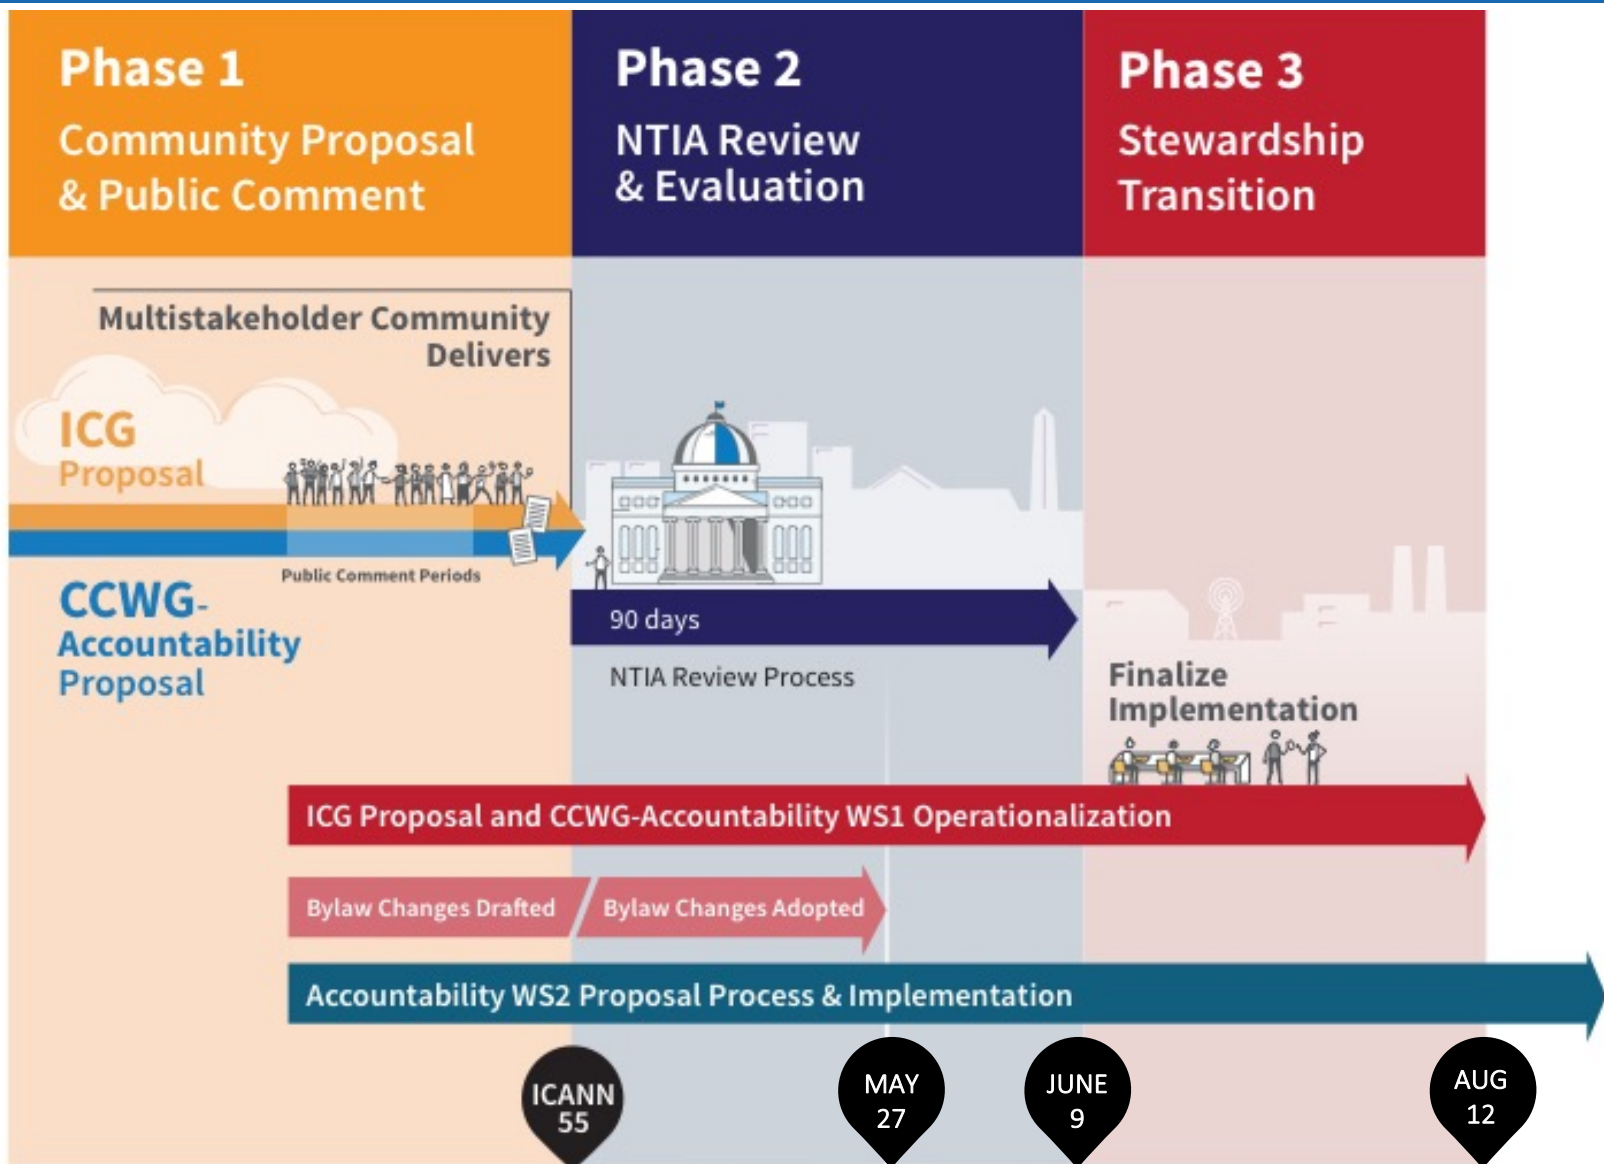 Phase 1
Community Proposal
& Public Comment
Phase 2
NTIA Review
& Evaluation
Phase 3
Stewardship
Transition
Multistakeholder Community
Delivers
ICG
Proposal
Public Comment Periods
CCWG-
Accountability
Proposal
90 days
NTIA Review Process
Finalize
Implementation
ICG Proposal and CCWG-Accountability WS1 Operationalization
Bylaw Changes Drafted
Bylaw Changes Adopted
Accountability WS2 Proposal Process & Implementation
ICANN
55
MAY
27
JUNE
9
AUG
12